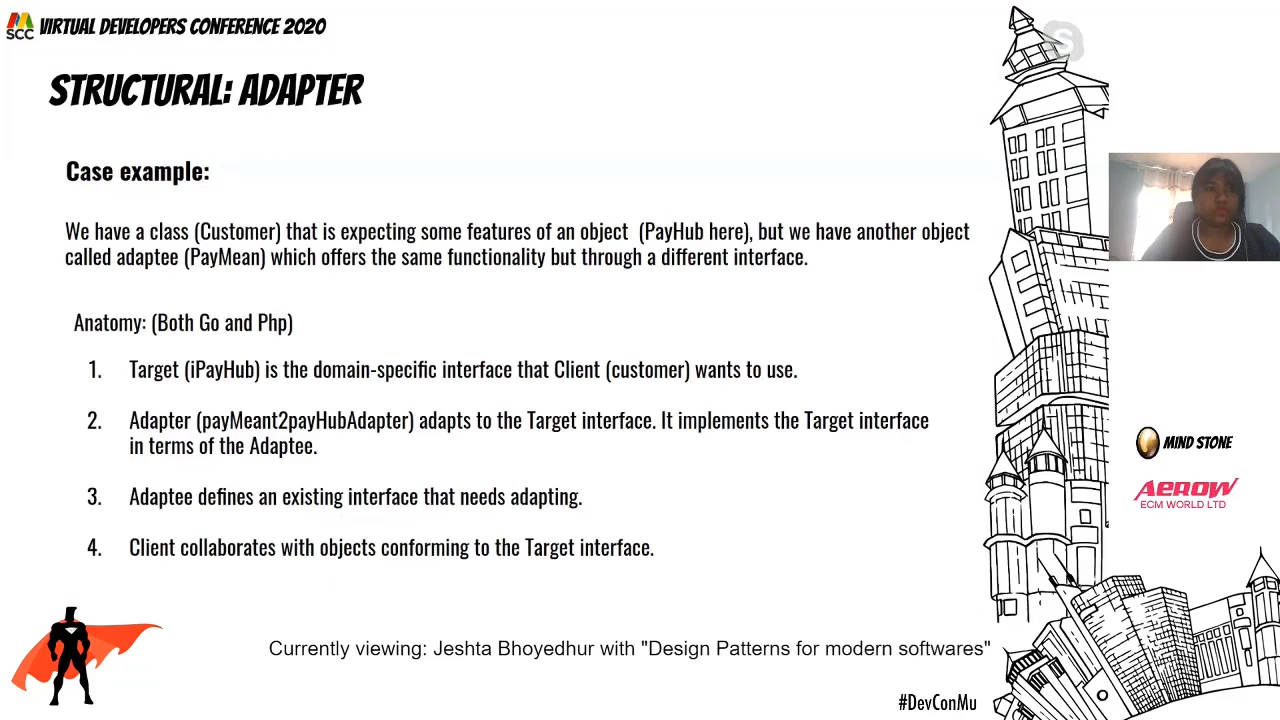 SCC VIRTUAL DEVELOPERS CONFERENCE 2020
S
STRUCTURAL: ADAPTER
Case example:
We have a class (Customer) that is expecting some features of an object (PayHub here), but we have another object
called adaptee (PayMean) which offers the same functionality but through a different interface.
Anatomy: (Both Go and Php)
1. Target (iPayHub) is the domain-specific interface that Client (customer) wants to use.
2. Adapter (payMeant2payHubAdapter) adapts to the Target interface. It implements the Target interface
in terms of the Adaptee.
3. Adaptee defines an existing interface that needs adapting.
4. Client collaborates with objects conforming to the Target interface.
MIND STONE
AEROW
ECM WORLD LTD
Currently viewing: Jeshta Bhoyedhur with "Design Patterns for modern softwares"
#DevConMu